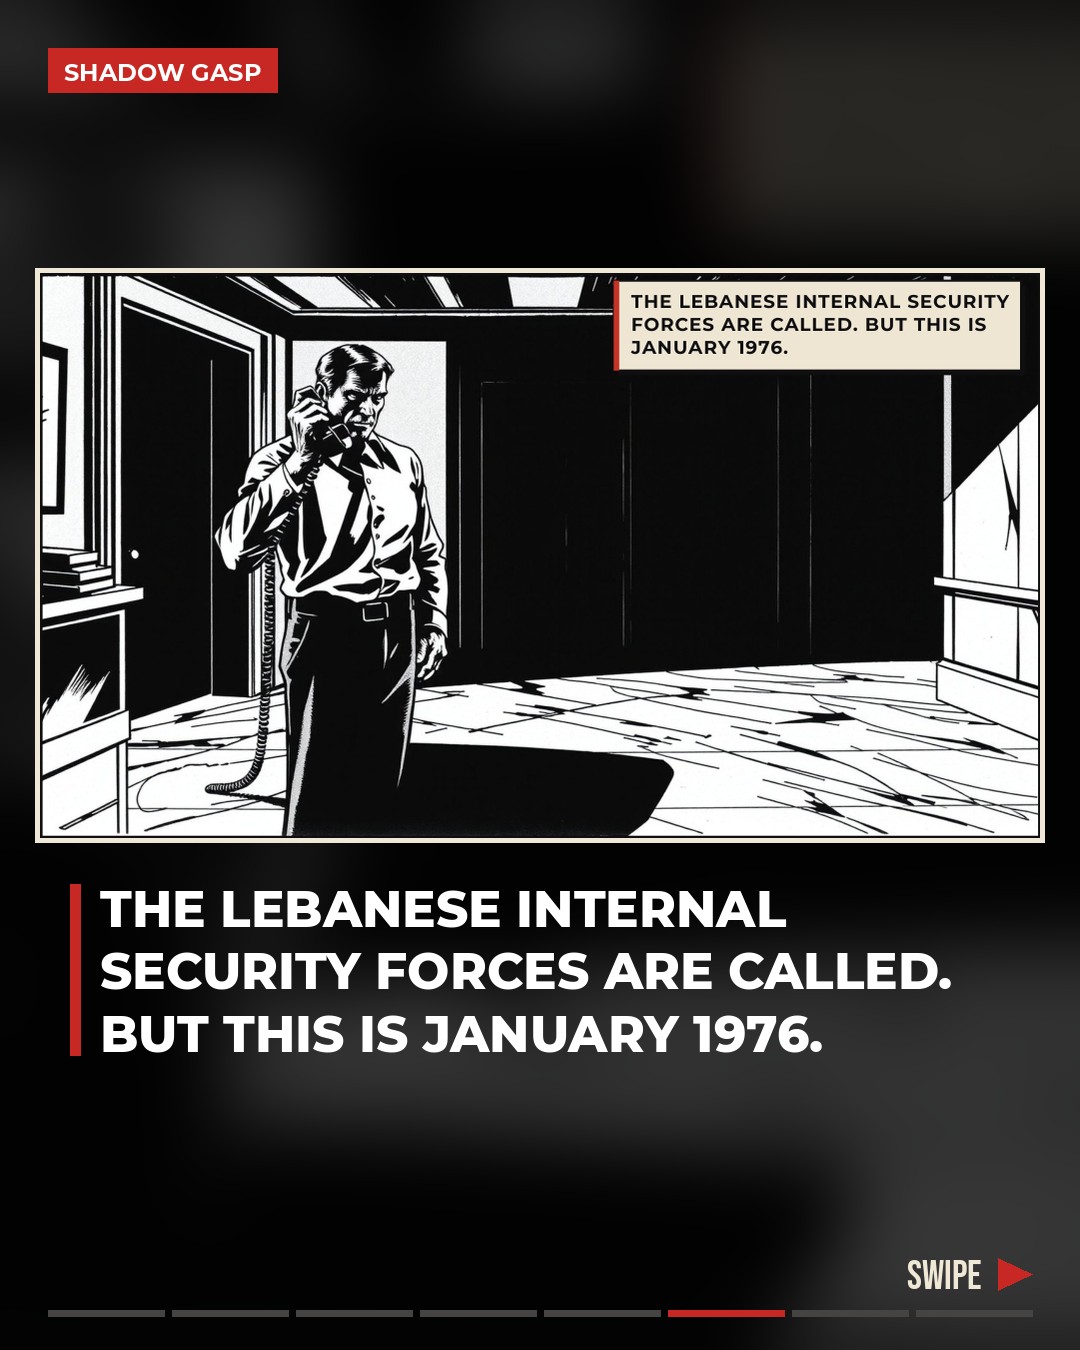 SHADOW GASP
THE LEBANESE INTERNAL SECURITY
FORCES ARE CALLED. BUT THIS IS
JANUARY 1976.
THE LEBANESE INTERNAL
SECURITY FORCES ARE CALLED.
BUT THIS IS JANUARY 1976.
SWIPE